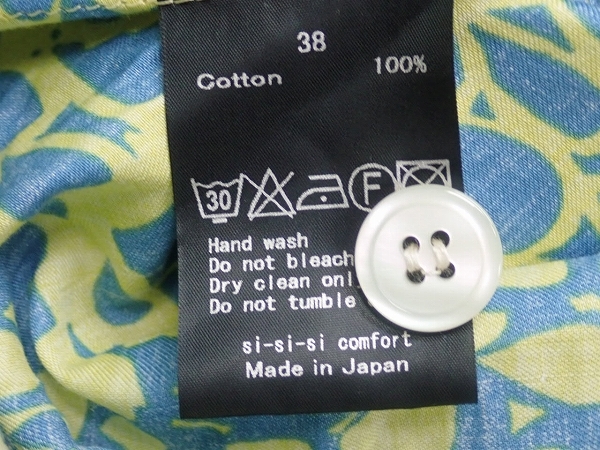 38
Cotton 100%
30 F
Hand wash
Do not bleach
Dry clean
Do not tumble
si-si-si comfort
Made in Japan